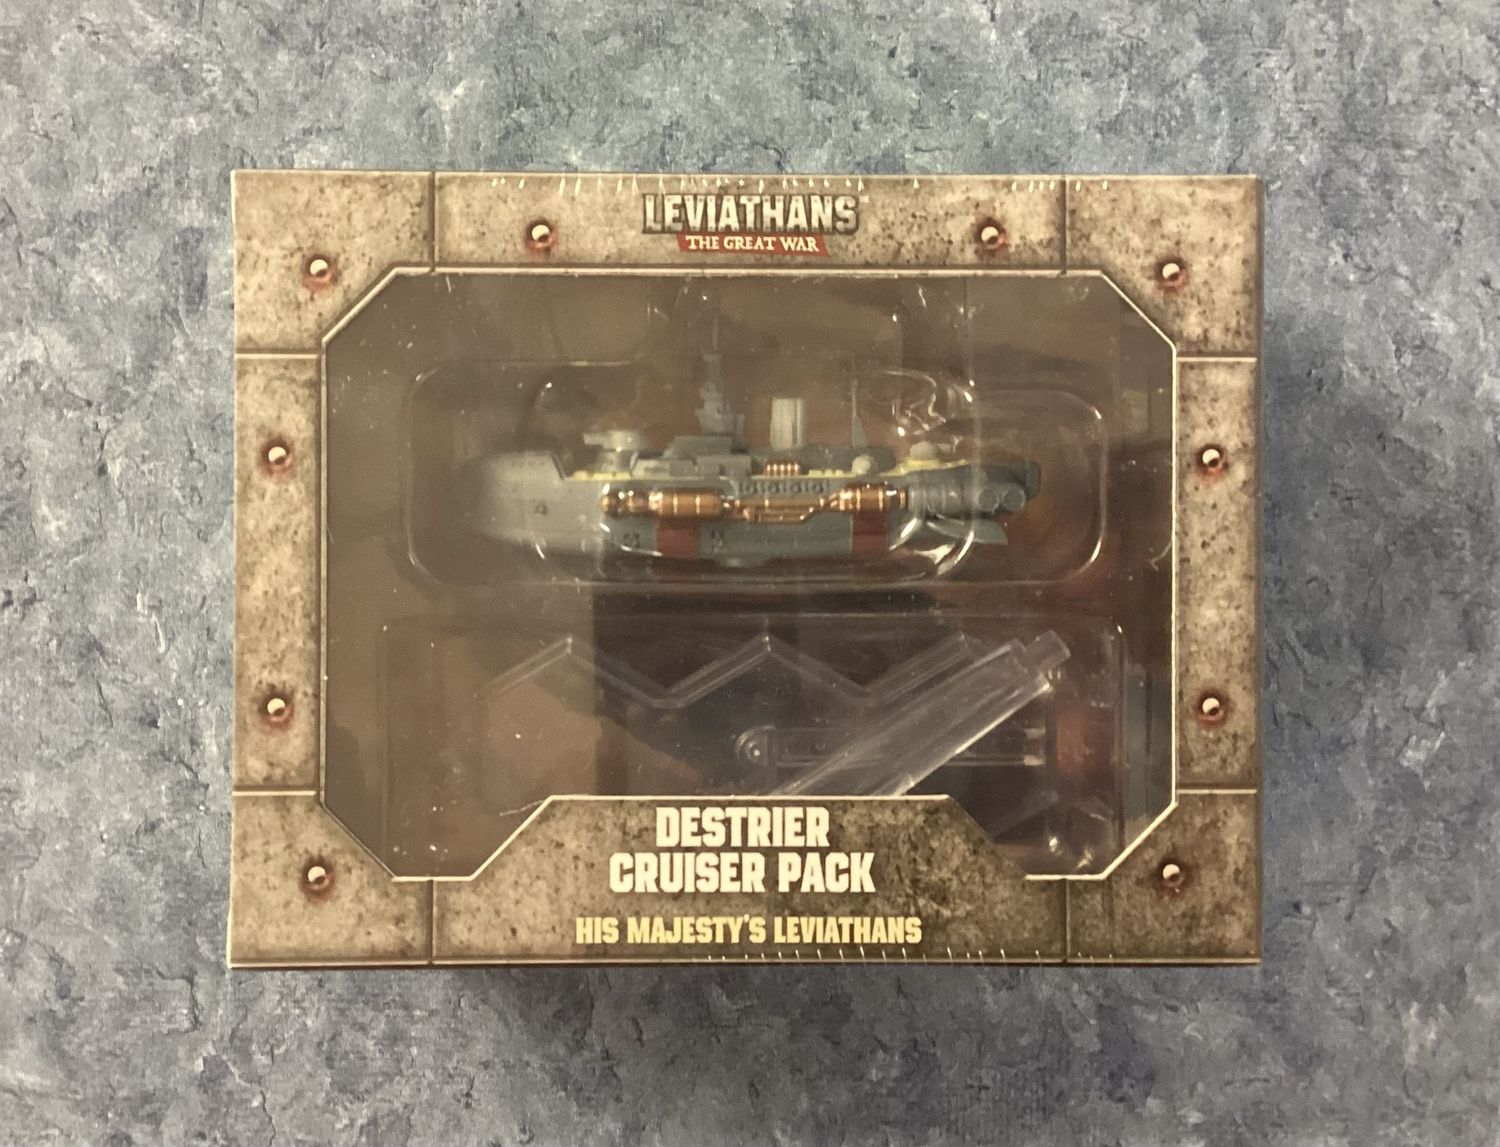 LEVIATHANS
THE GREAT WAR
DESTRIER
CRUISER PACK
HIS MAJESTY'S LEVIATHANS